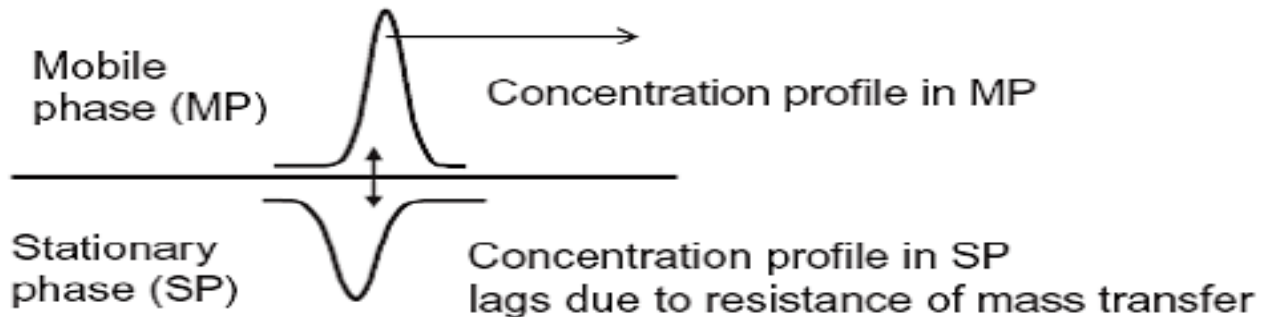 Mobile
phase (MP)
Concentration profile in MP
Stationary
phase (SP)
Concentration profile in SP
lags due to resistance of mass transfer